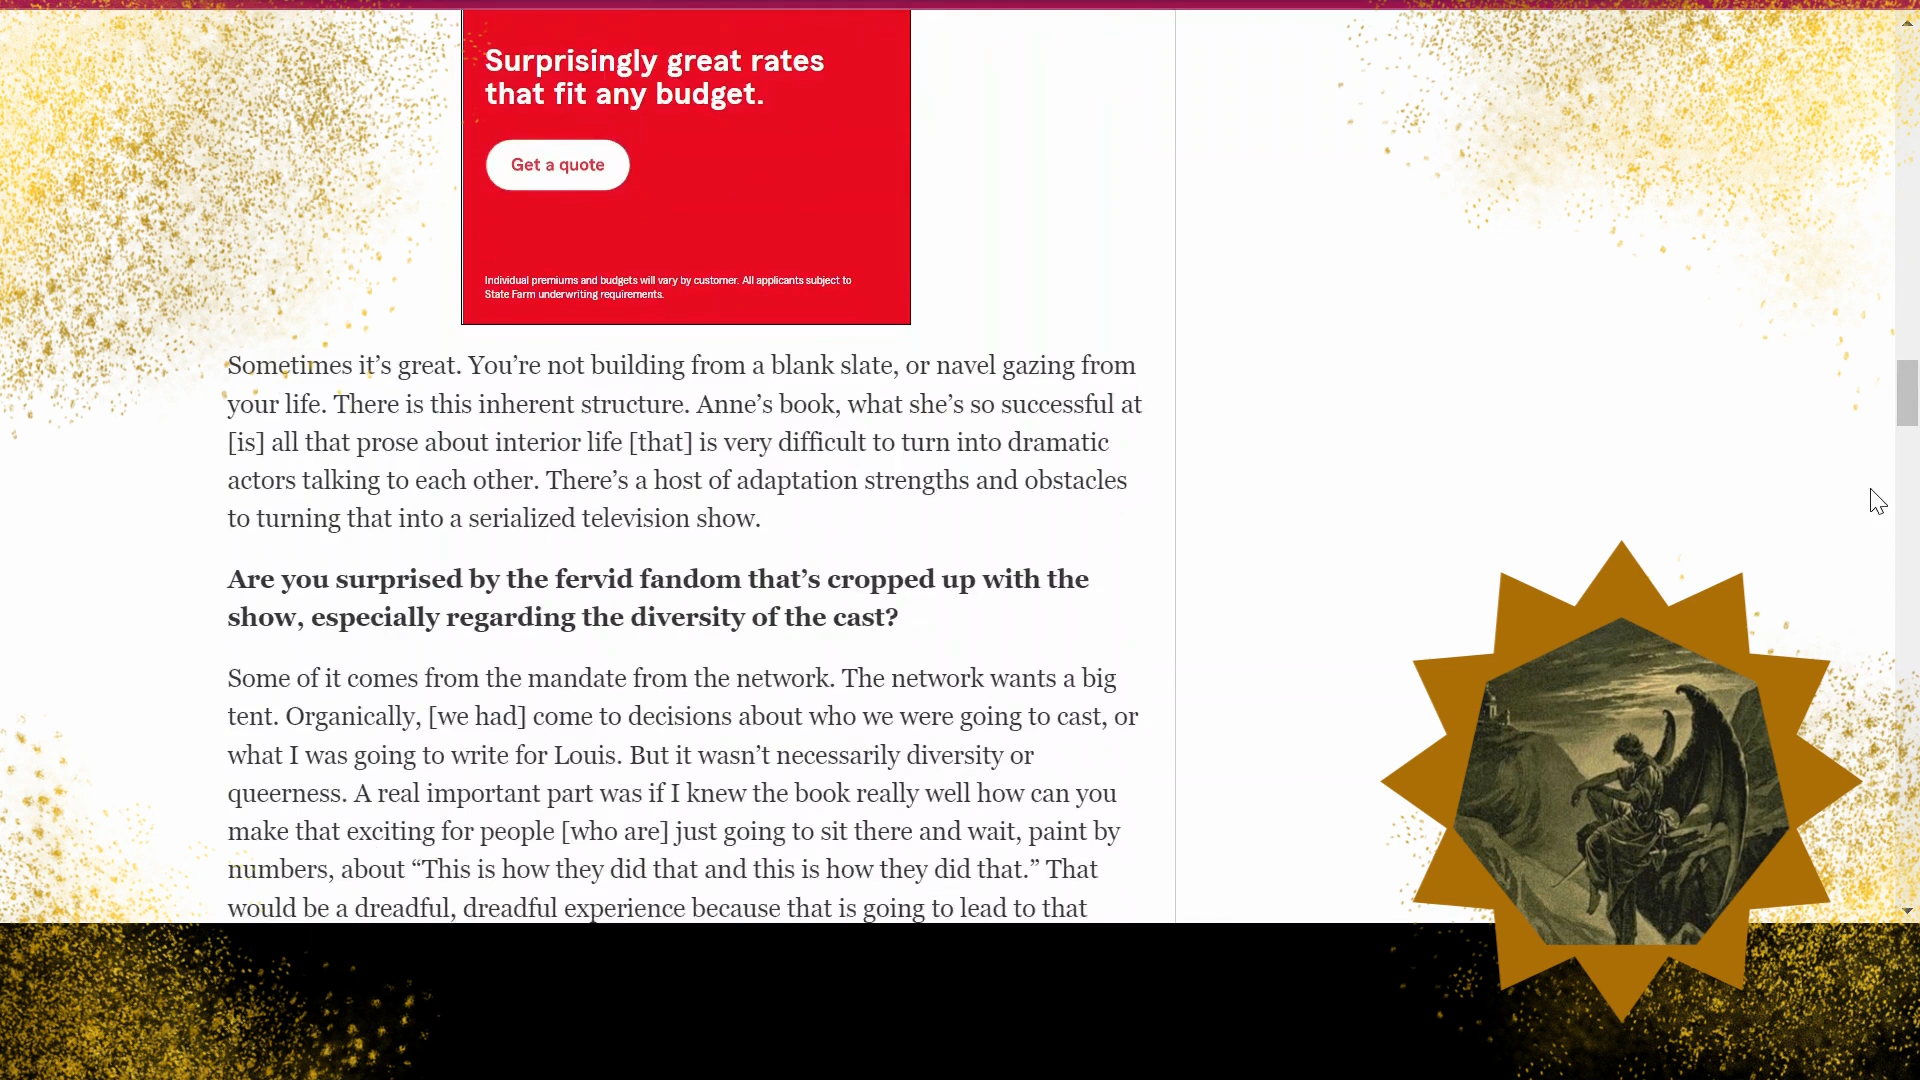 Surprisingly great rates
that fit any budget.
Get a quote
Individual premiums and budgets will vary by customer. All applicants subject to
State Farm underwriting requirements.
Sometimes it’s great. You’re not building from a blank slate, or navel gazing from
your life. There is this inherent structure. Anne’s book, what she’s so successful at
[is] all that prose about interior life [that] is very difficult to turn into dramatic
actors talking to each other. There’s a host of adaptation strengths and obstacles
to turning that into a serialized television show.
Are you surprised by the fervid fandom that’s cropped up with the
show, especially regarding the diversity of the cast?
Some of it comes from the mandate from the network. The network wants a big
tent. Organically, [we had] come to decisions about who we were going to cast, or
what I was going to write for Louis. But it wasn’t necessarily diversity or
queerness. A real important part was if I knew the book really well how can you
make that exciting for people [who are] just going to sit there and wait, paint by
numbers, about “This is how they did that and this is how they did that.” That
would be a dreadful, dreadful experience because that is going to lead to that